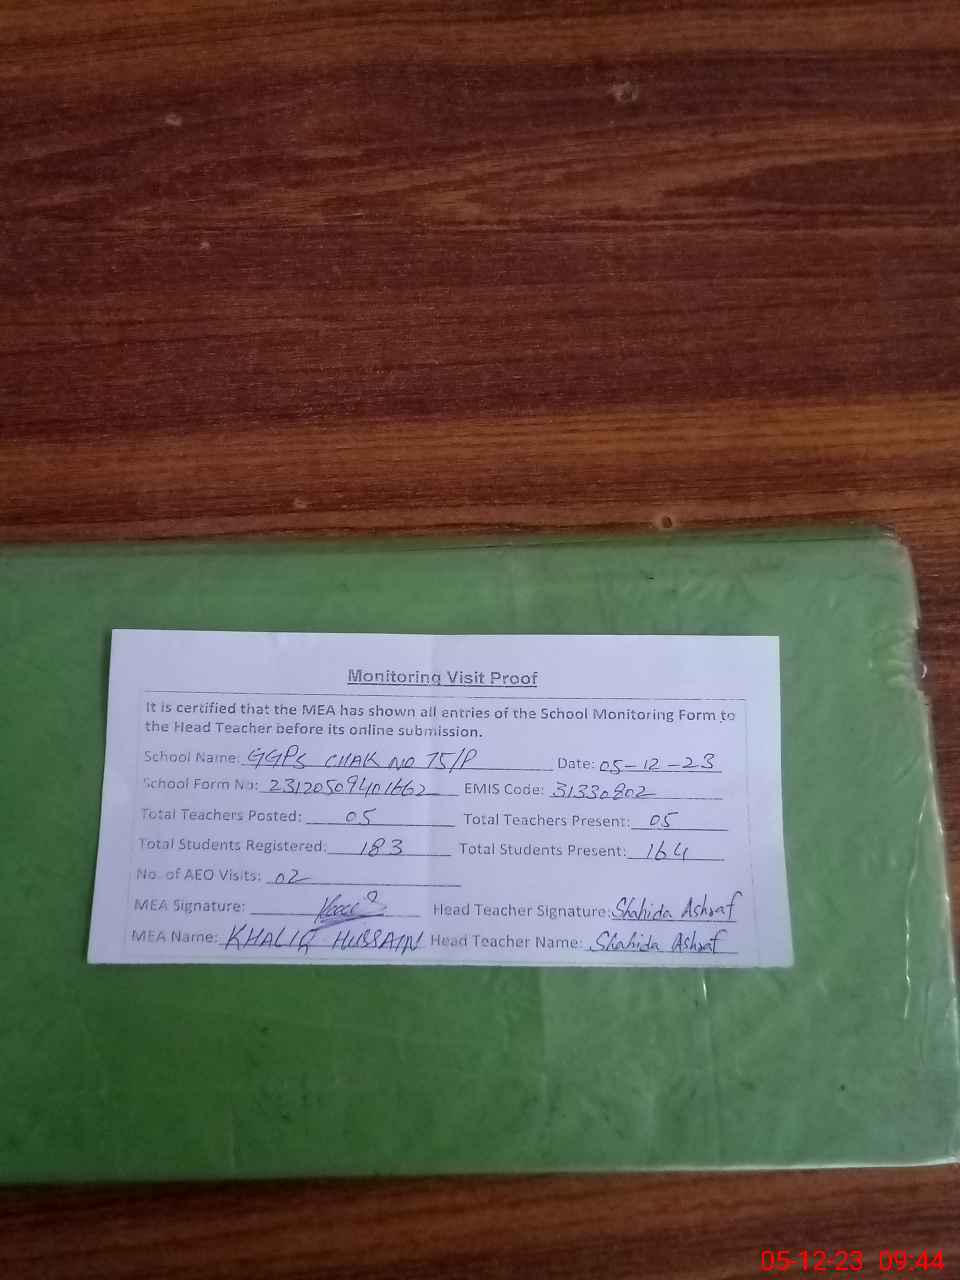 Monitoring Visit Proof
It is certified that the MEA has shown all entries of the School Monitoring Form to
the Head Teacher before its online submission.
School Name: GGPS CHAK NO 75/P Date: 05-12-23
School Form No: EMIS Code: 31330802
Total Teachers Posted: 05 Total Teachers Present: 05
Total Students Registered: 183 Total Students Present: 164
No. of AEO Visits: 02
MEA Signature: Head Teacher Signature: Shahida Ashraf
MEA Name: KHALIQ HUSSAIN Head Teacher Name: Shahida Ashraf
05-12-23 09:44